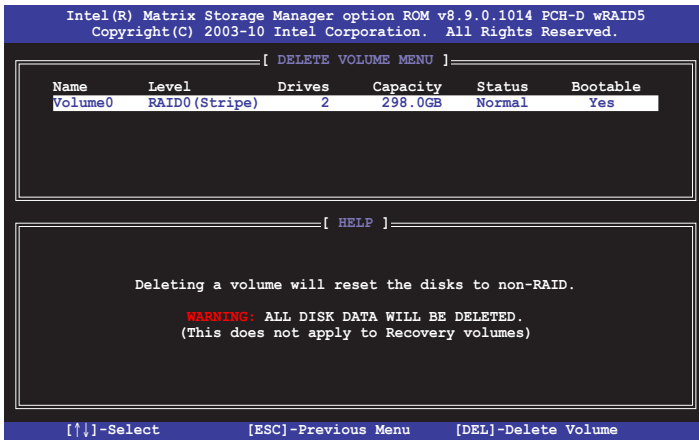 Intel(R) Matrix Storage Manager option ROM v8.9.0.1014 PCH-D wRAID5
Copyright(C) 2003-10 Intel Corporation. All Rights Reserved.
[ DELETE VOLUME MENU ]
Name Level Drives Capacity Status Bootable
Volume0 RAID0(Stripe) 2 298.0GB Normal Yes
[ HELP ]
Deleting a volume will reset the disks to non-RAID.
WARNING: ALL DISK DATA WILL BE DELETED.
(This does not apply to Recovery volumes)
[↑↓]-Select [ESC]-Previous Menu [DEL]-Delete Volume